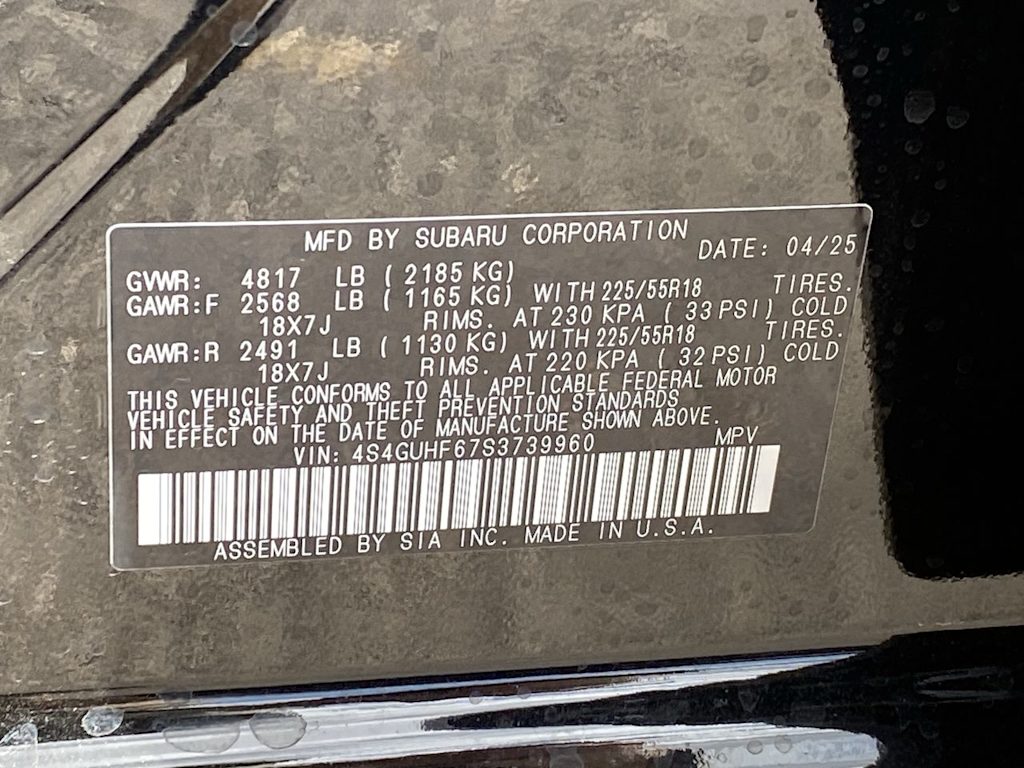 MFD BY SUBARU CORPORATION DATE: 04/25
GVWR: 4817 LB ( 2185 KG)
GAWR:F 2568 LB ( 1165 KG) WITH 225/55R18 TIRES.
18X7J RIMS. AT 230 KPA ( 33 PSI) COLD
GAWR:R 2491 LB ( 1130 KG) WITH 225/55R18 TIRES.
18X7J RIMS. AT 220 KPA ( 32 PSI) COLD
THIS VEHICLE CONFORMS TO ALL APPLICABLE FEDERAL MOTOR
VEHICLE SAFETY AND THEFT PREVENTION STANDARDS
IN EFFECT ON THE DATE OF MANUFACTURE SHOWN ABOVE.
VIN: 4S4GUHF67S3739960 MPV
ASSEMBLED BY SIA INC. MADE IN U.S.A.